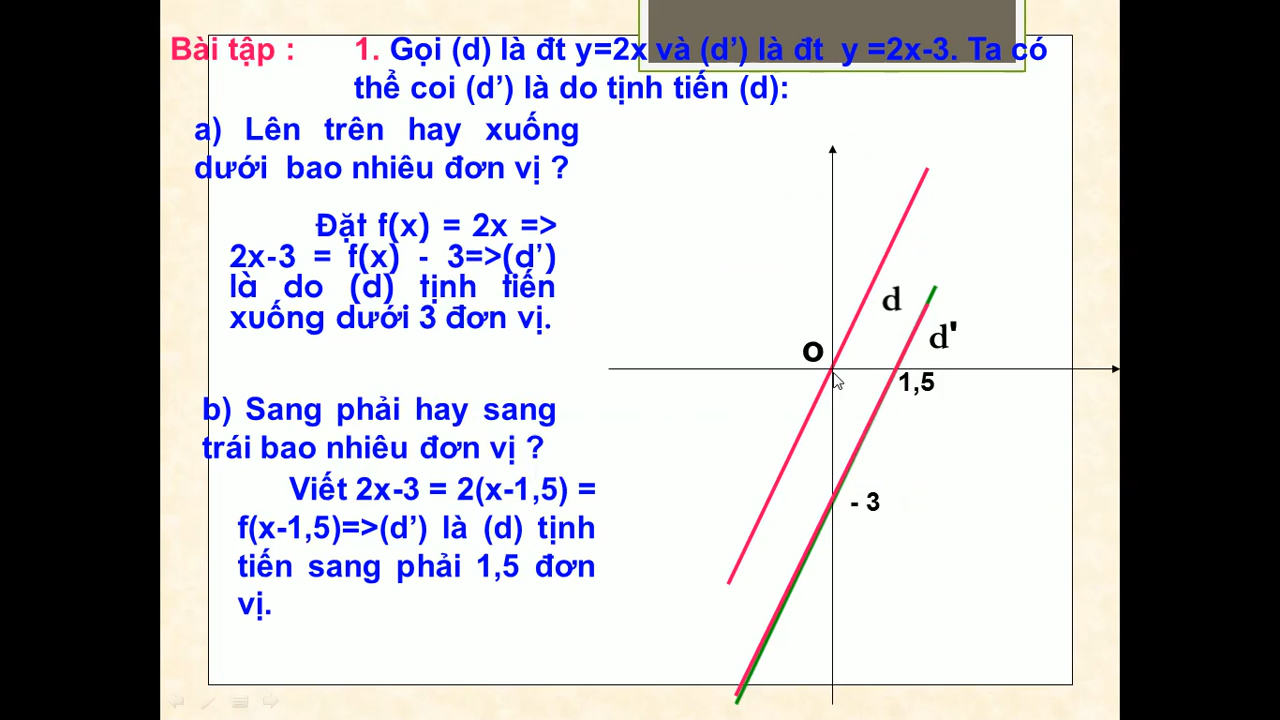 Bài tập : 1. Gọi (d) là đt y=2x và (d’) là đt y =2x-3. Ta có
thể coi (d’) là do tịnh tiến (d):
a) Lên trên hay xuống
dưới bao nhiêu đơn vị ?
Đặt f(x) = 2x =>
2x-3 = f(x) - 3=>(d’)
là do (d) tịnh tiến
xuống dưới 3 đơn vị.
b) Sang phải hay sang
trái bao nhiêu đơn vị ?
Viết 2x-3 = 2(x-1,5) =
f(x-1,5)=>(d’) là (d) tịnh
tiến sang phải 1,5 đơn
vị.
d
d'
O
1,5
- 3